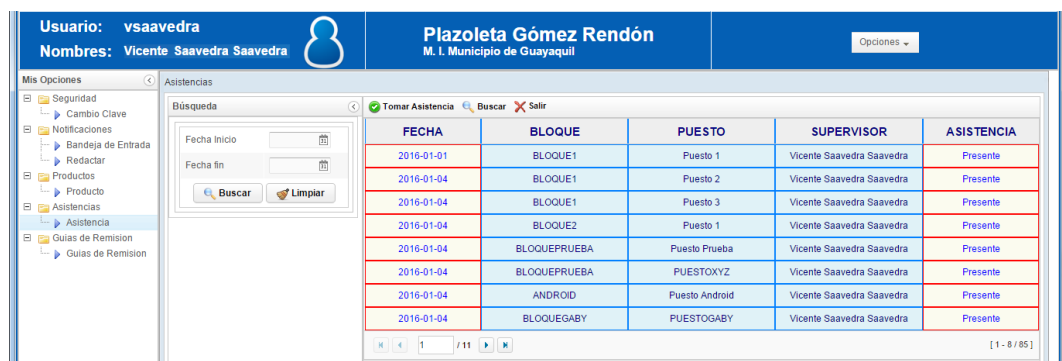 Usuario: vsaavedra
Nombres: Vicente Saavedra Saavedra
Plazoleta Gómez Rendón
M. I. Municipio de Guayaquil
Opciones
Mis Opciones
Seguridad
Cambio Clave
Notificaciones
Bandeja de Entrada
Redactar
Productos
Producto
Asistencias
Asistencia
Guias de Remision
Guias de Remision
Asistencias
Búsqueda
Fecha Inicio
Fecha fin
Buscar Limpiar
Tomar Asistencia Buscar Salir
FECHA BLOQUE PUESTO SUPERVISOR ASISTENCIA
2016-01-01 BLOQUE1 Puesto 1 Vicente Saavedra Saavedra Presente
2016-01-04 BLOQUE1 Puesto 2 Vicente Saavedra Saavedra Presente
2016-01-04 BLOQUE1 Puesto 3 Vicente Saavedra Saavedra Presente
2016-01-04 BLOQUE2 Puesto 1 Vicente Saavedra Saavedra Presente
2016-01-04 BLOQUEPRUEBA Puesto Prueba Vicente Saavedra Saavedra Presente
2016-01-04 BLOQUEPRUEBA PUESTOXYZ Vicente Saavedra Saavedra Presente
2016-01-04 ANDROID Puesto Android Vicente Saavedra Saavedra Presente
2016-01-04 BLOQUEGABY PUESTOGABY Vicente Saavedra Saavedra Presente
1 / 11 [ 1 - 8 / 85 ]